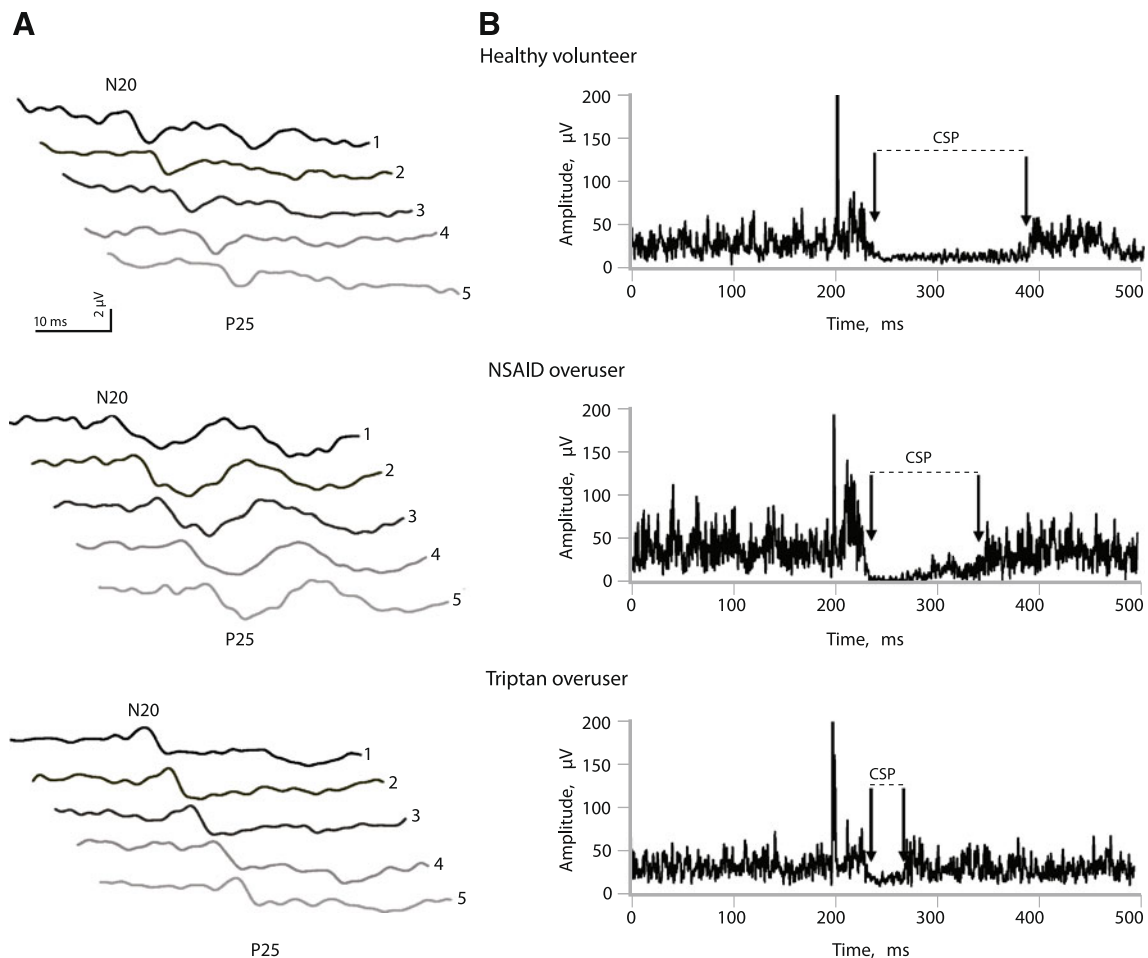 A
B
Healthy volunteer
N20
1
2
3
4
5
10 ms
2 µV
P25
200
150
100
50
0
Amplitude, µV
CSP
0 100 200 300 400 500
Time, ms
NSAID overuser
N20
1
2
3
4
5
P25
200
150
100
50
0
Amplitude, µV
CSP
0 100 200 300 400 500
Time, ms
Triptan overuser
N20
1
2
3
4
5
P25
200
150
100
50
0
Amplitude, µV
CSP
0 100 200 300 400 500
Time, ms